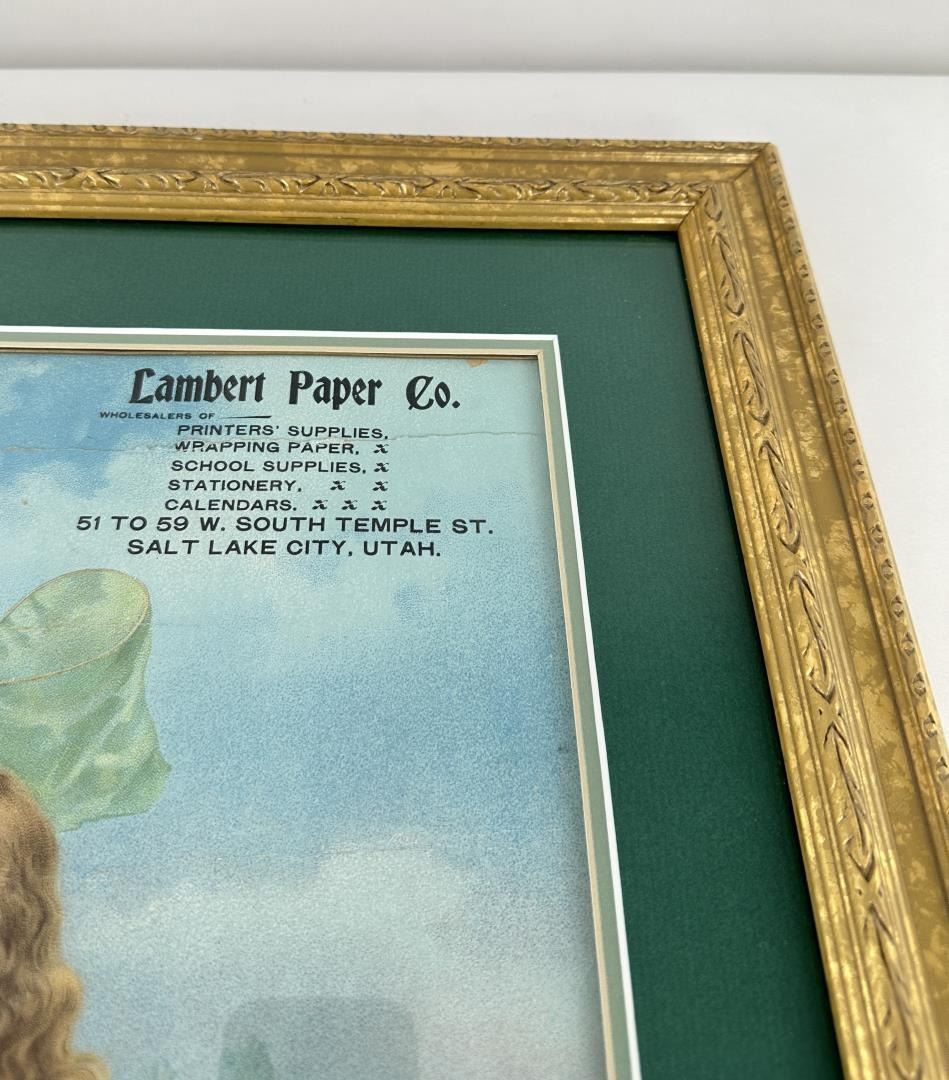 Lambert Paper Co.
WHOLESALERS OF
PRINTERS' SUPPLIES,
WRAPPING PAPER, x
SCHOOL SUPPLIES, x
STATIONERY, x x
CALENDARS, x x x
51 TO 59 W. SOUTH TEMPLE ST.
SALT LAKE CITY, UTAH.